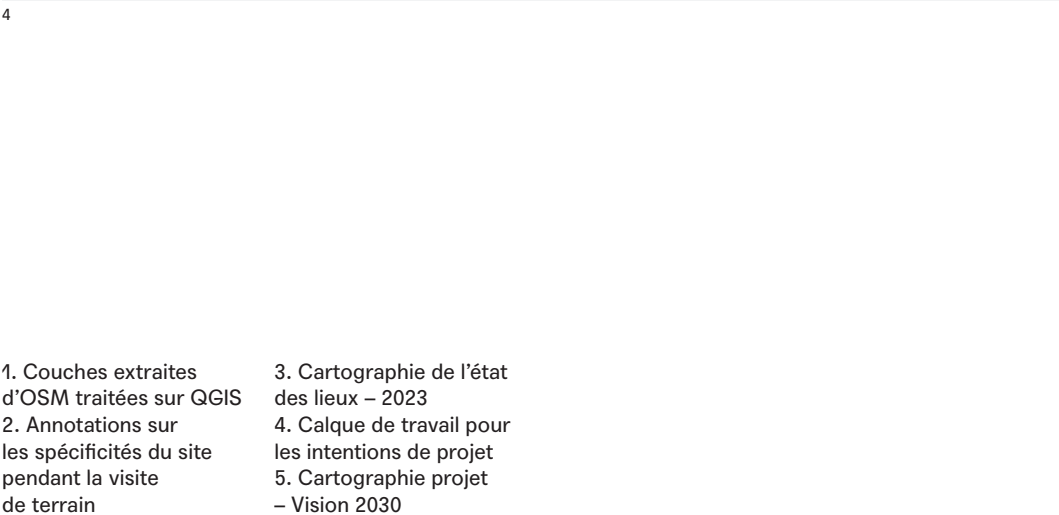 4
1. Couches extraites
d’OSM traitées sur QGIS
2. Annotations sur
les spécificités du site
pendant la visite
de terrain
3. Cartographie de l’état
des lieux – 2023
4. Calque de travail pour
les intentions de projet
5. Cartographie projet
– Vision 2030